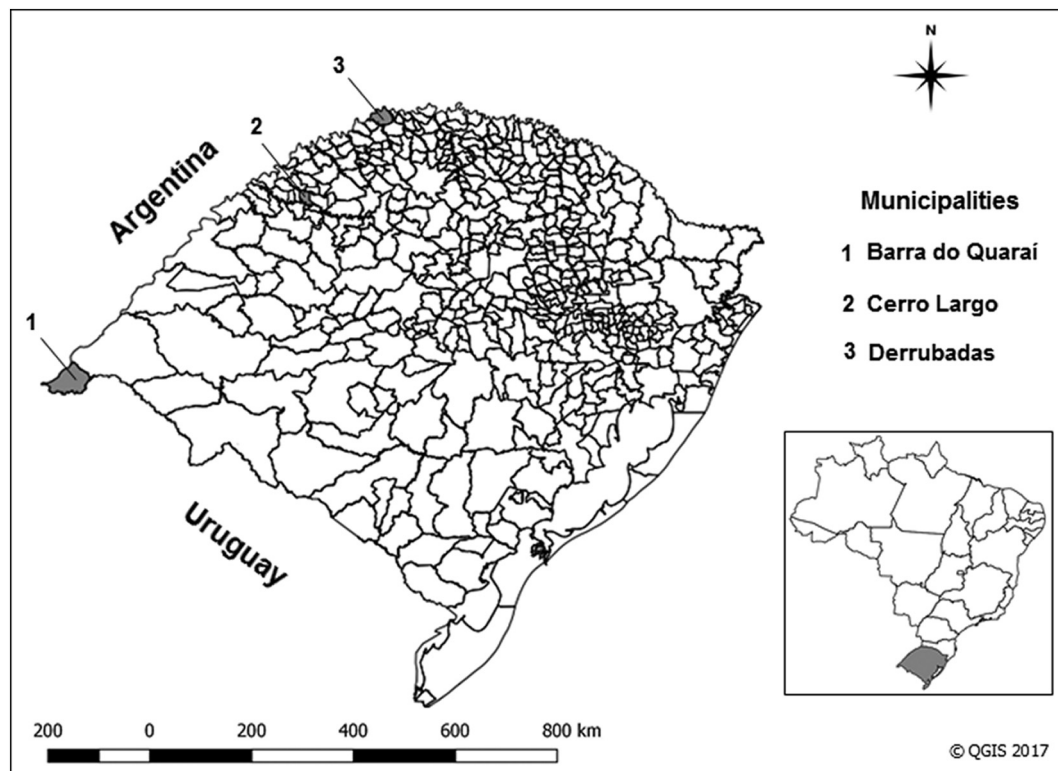 N
3
2
Argentina
Municipalities
1 Barra do Quaraí
2 Cerro Largo
3 Derrubadas
1
Uruguay
200 0 200 400 600 800 km
© QGIS 2017